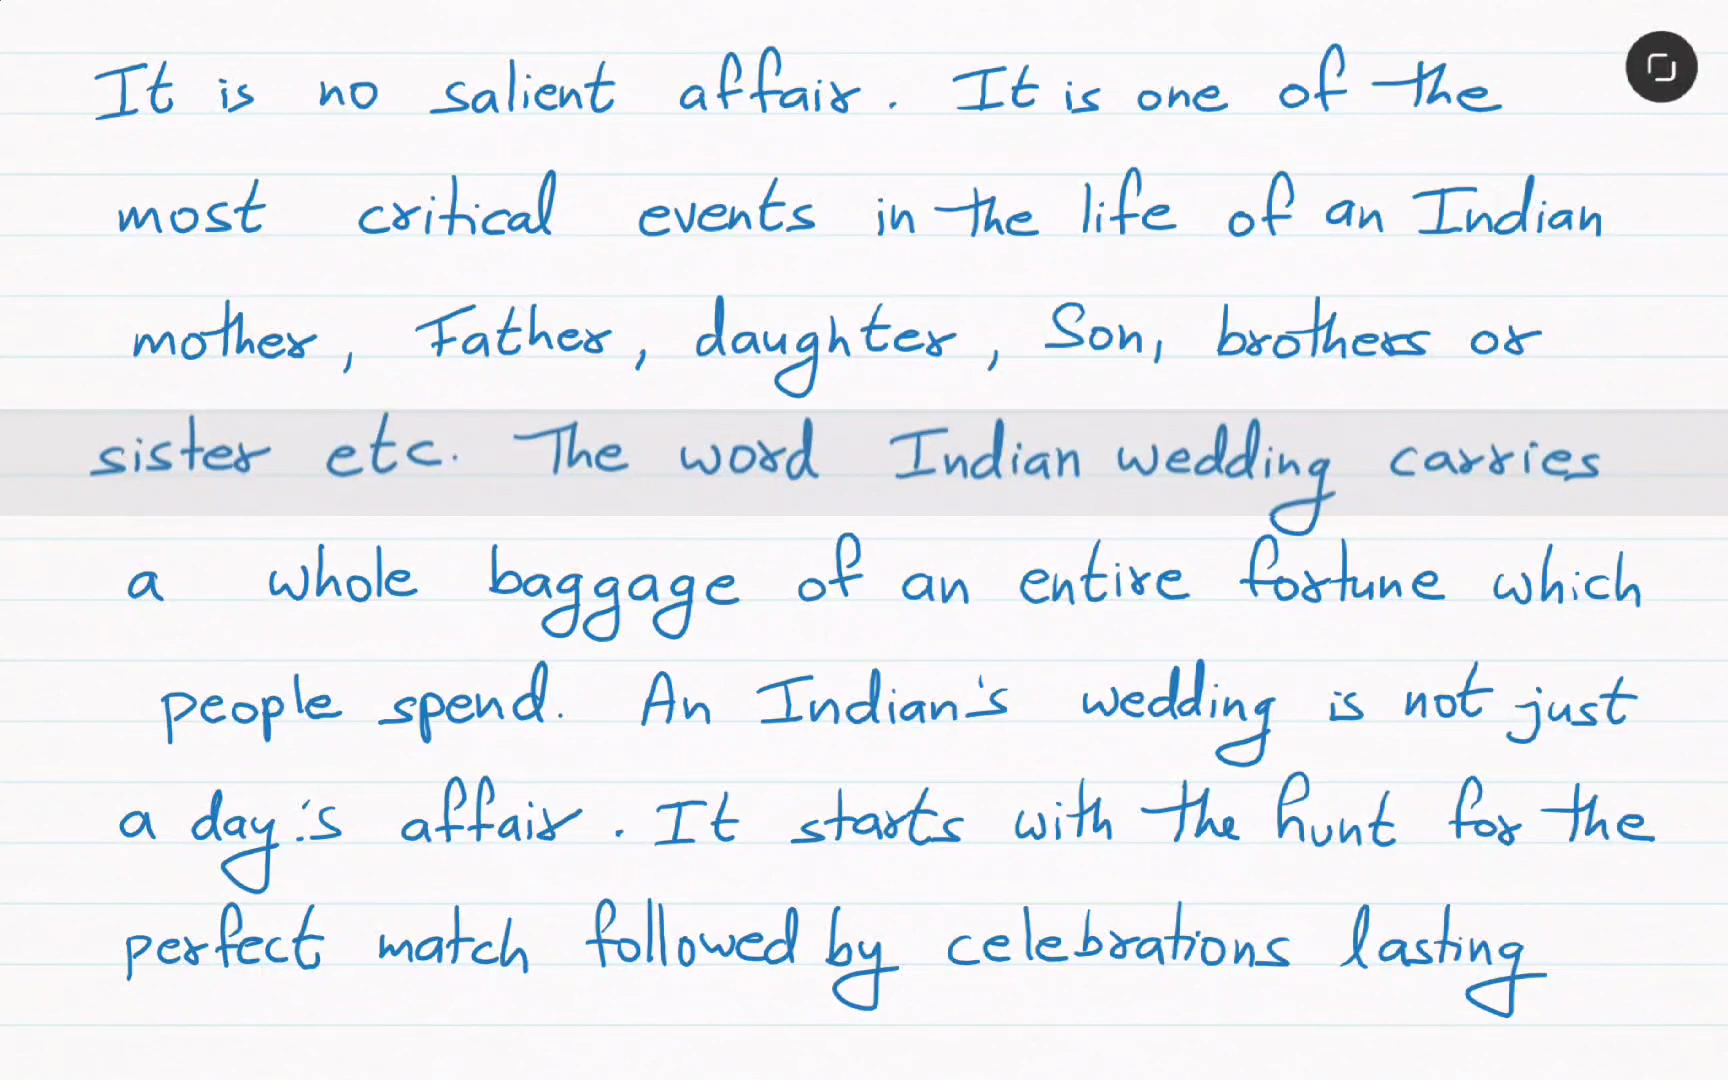 It is no salient affair. It is one of the
most critical events in the life of an Indian
mother, Father, daughter, Son, brothers or
sister etc. The word Indian wedding carries
a whole baggage of an entire fortune which
people spend. An Indian's wedding is not just
a day's affair. It starts with the hunt for the
perfect match followed by celebrations lasting